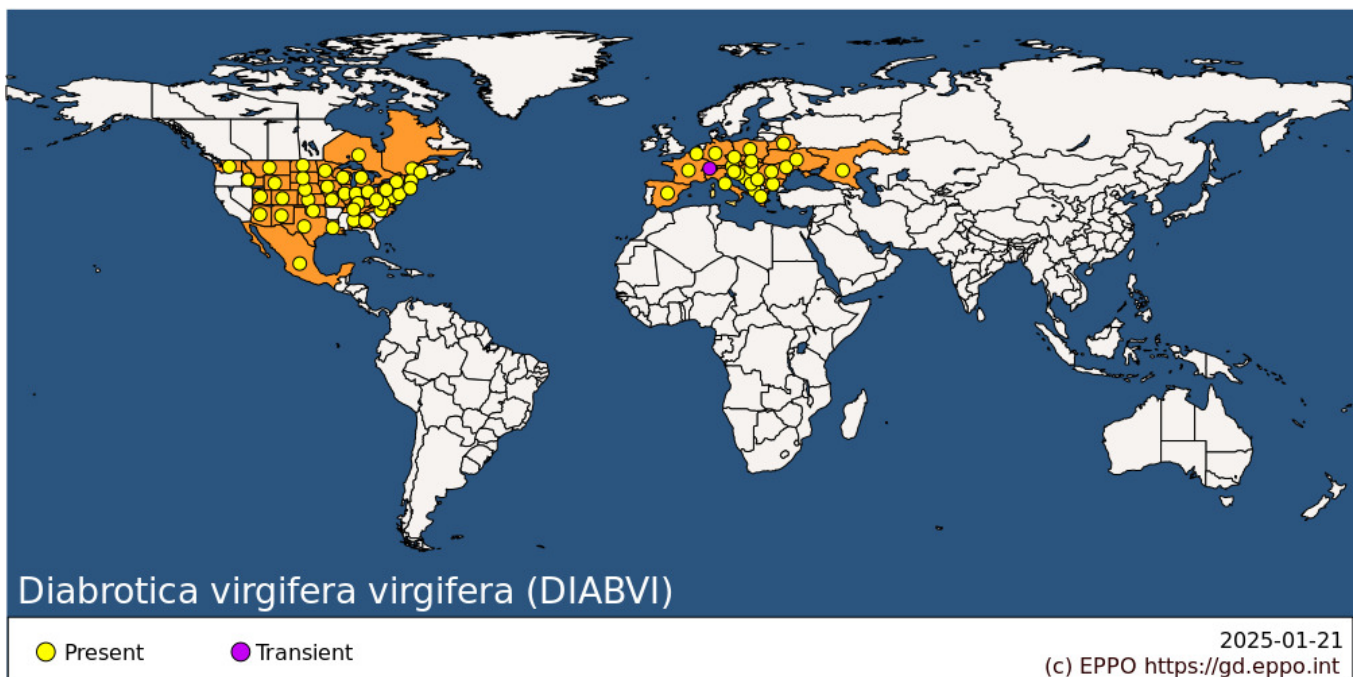 Diabrotica virgifera virgifera (DIABVI)
Present
Transient
2025-01-21
(c) EPPO https://gd.eppo.int